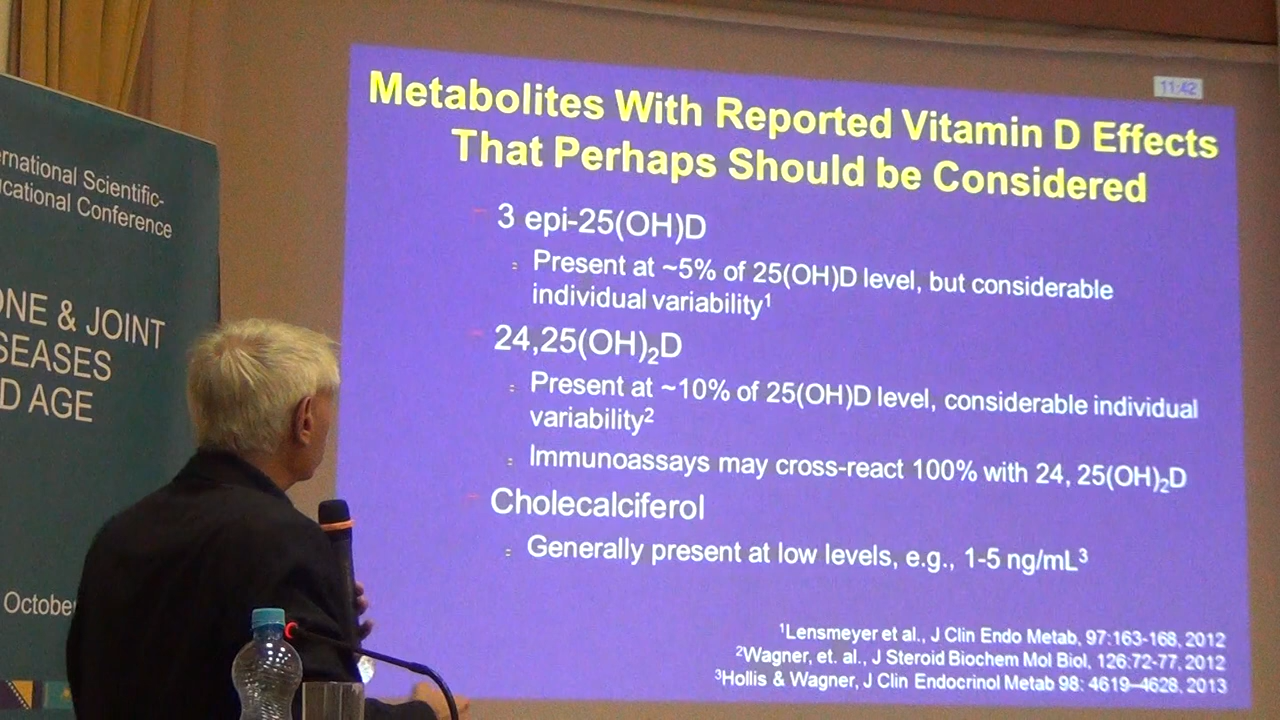 Scientific-
Conference
& JOINT
AGE
October
11:42
Metabolites With Reported Vitamin D Effects
That Perhaps Should be Considered
3 epi-25(OH)D
Present at ~5% of 25(OH)D level, but considerable
individual variability¹
24,25(OH)₂D
Present at ~10% of 25(OH)D level, considerable individual
variability²
Immunoassays may cross-react 100% with 24, 25(OH)₂D
Cholecalciferol
Generally present at low levels, e.g., 1-5 ng/mL³
¹Lensmeyer et al., J Clin Endo Metab, 97:163-168, 2012
²Wagner, et. al., J Steroid Biochem Mol Biol, 126:72-77, 2012
³Hollis & Wagner, J Clin Endocrinol Metab 98: 4619–4628, 2013